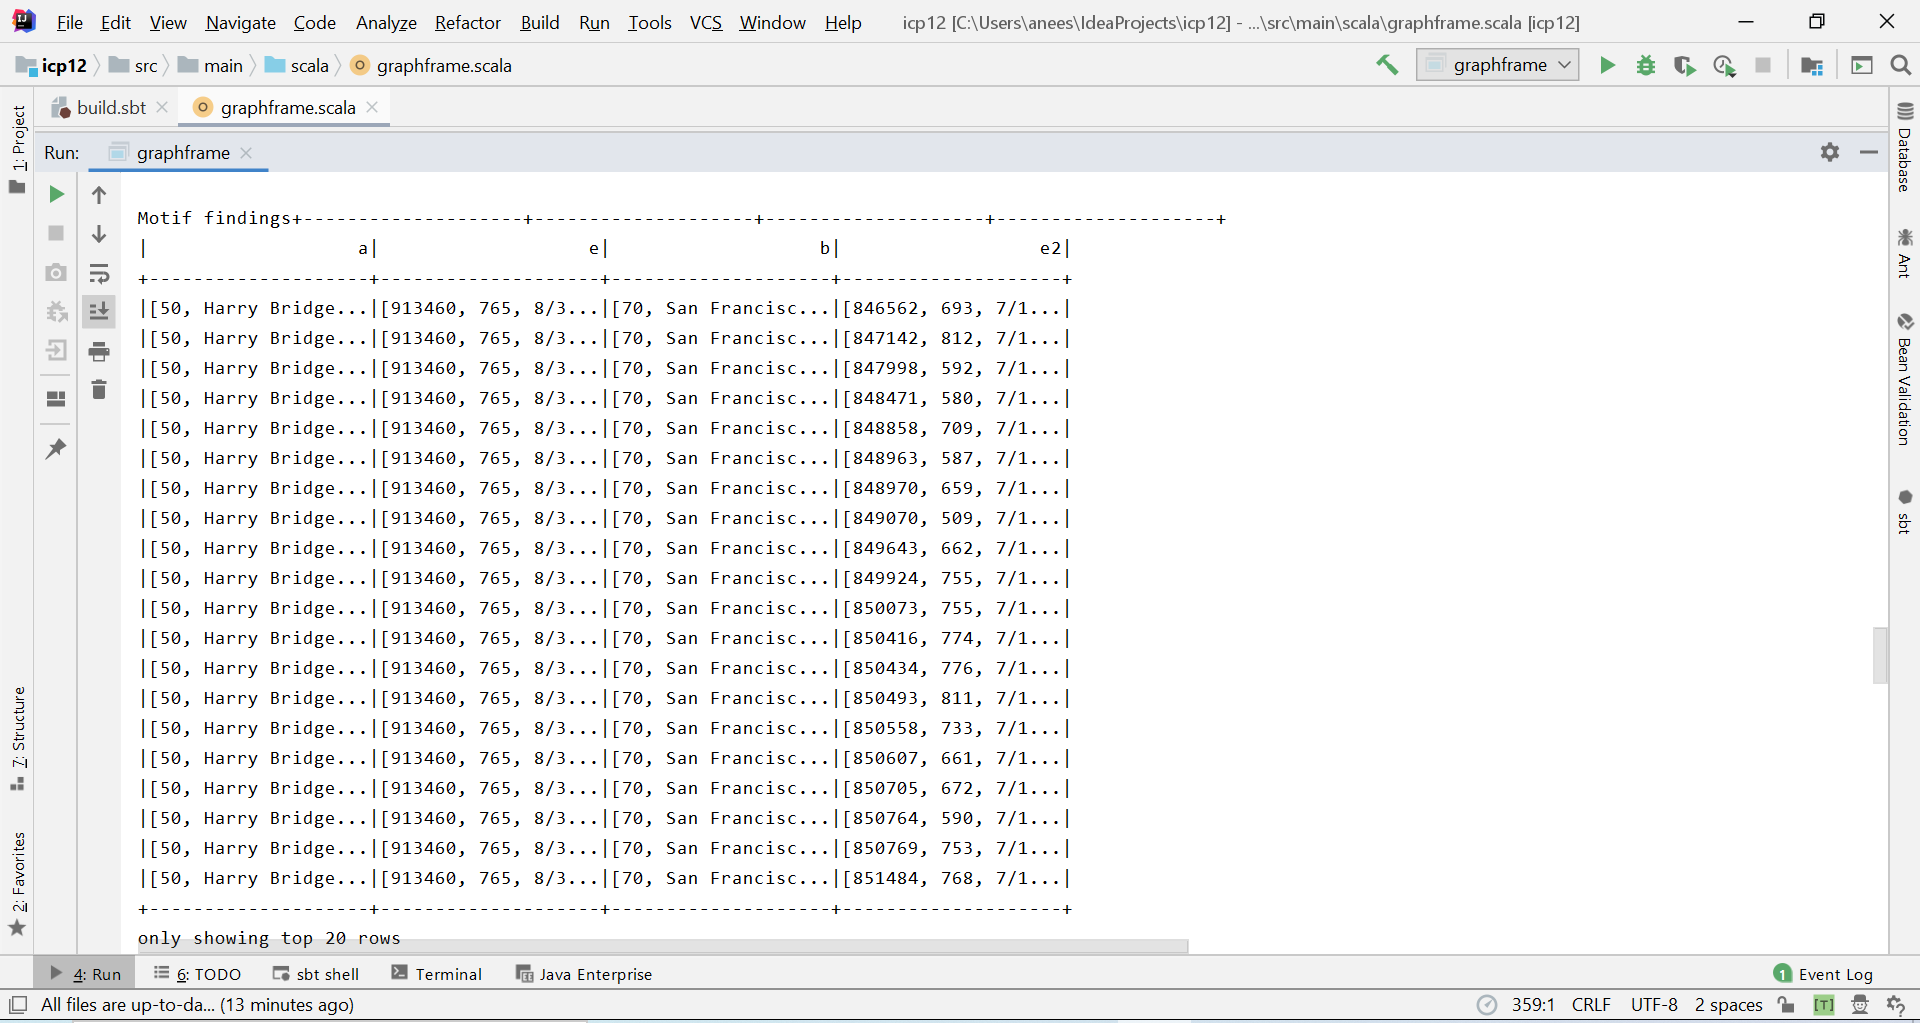 File Edit View Navigate Code Analyze Refactor Build Run Tools VCS Window Help icp12 [C:\Users\anees\IdeaProjects\icp12] - ...\src\main\scala\graphframe.scala [icp12]
icp12 src main scala graphframe.scala graphframe
build.sbt graphframe.scala
Run: graphframe
1: Project
7: Structure
2: Favorites
Motif findings+--------------------+--------------------+--------------------+--------------------+
|                   a|                   e|                   b|                  e2|
+--------------------+--------------------+--------------------+--------------------+
|[50, Harry Bridge...|[913460, 765, 8/3...|[70, San Francisc...|[846562, 693, 7/1...|
|[50, Harry Bridge...|[913460, 765, 8/3...|[70, San Francisc...|[847142, 812, 7/1...|
|[50, Harry Bridge...|[913460, 765, 8/3...|[70, San Francisc...|[847998, 592, 7/1...|
|[50, Harry Bridge...|[913460, 765, 8/3...|[70, San Francisc...|[848471, 580, 7/1...|
|[50, Harry Bridge...|[913460, 765, 8/3...|[70, San Francisc...|[848858, 709, 7/1...|
|[50, Harry Bridge...|[913460, 765, 8/3...|[70, San Francisc...|[848963, 587, 7/1...|
|[50, Harry Bridge...|[913460, 765, 8/3...|[70, San Francisc...|[848970, 659, 7/1...|
|[50, Harry Bridge...|[913460, 765, 8/3...|[70, San Francisc...|[849070, 509, 7/1...|
|[50, Harry Bridge...|[913460, 765, 8/3...|[70, San Francisc...|[849643, 662, 7/1...|
|[50, Harry Bridge...|[913460, 765, 8/3...|[70, San Francisc...|[849924, 755, 7/1...|
|[50, Harry Bridge...|[913460, 765, 8/3...|[70, San Francisc...|[850073, 755, 7/1...|
|[50, Harry Bridge...|[913460, 765, 8/3...|[70, San Francisc...|[850416, 774, 7/1...|
|[50, Harry Bridge...|[913460, 765, 8/3...|[70, San Francisc...|[850434, 776, 7/1...|
|[50, Harry Bridge...|[913460, 765, 8/3...|[70, San Francisc...|[850493, 811, 7/1...|
|[50, Harry Bridge...|[913460, 765, 8/3...|[70, San Francisc...|[850558, 733, 7/1...|
|[50, Harry Bridge...|[913460, 765, 8/3...|[70, San Francisc...|[850607, 661, 7/1...|
|[50, Harry Bridge...|[913460, 765, 8/3...|[70, San Francisc...|[850705, 672, 7/1...|
|[50, Harry Bridge...|[913460, 765, 8/3...|[70, San Francisc...|[850764, 590, 7/1...|
|[50, Harry Bridge...|[913460, 765, 8/3...|[70, San Francisc...|[850769, 753, 7/1...|
|[50, Harry Bridge...|[913460, 765, 8/3...|[70, San Francisc...|[851484, 768, 7/1...|
+--------------------+--------------------+--------------------+--------------------+
only showing top 20 rows
Database
Ant
Bean Validation
sbt
4: Run 6: TODO sbt shell Terminal Java Enterprise 1 Event Log
All files are up-to-da... (13 minutes ago) 359:1 CRLF UTF-8 2 spaces [T]